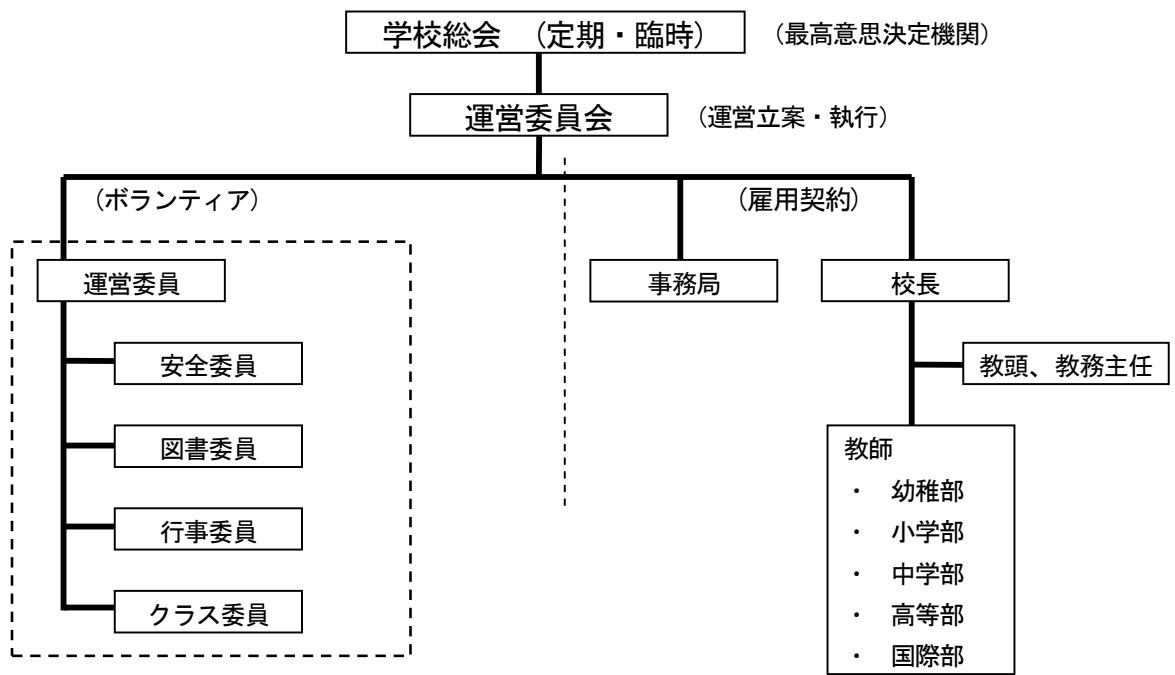 学校総会 （定期・臨時） （最高意思決定機関）
運営委員会 （運営立案・執行）
（ボランティア） （雇用契約）
運営委員 事務局 校長
安全委員
教頭、教務主任
図書委員
行事委員
クラス委員
教師
・ 幼稚部
・ 小学部
・ 中学部
・ 高等部
・ 国際部